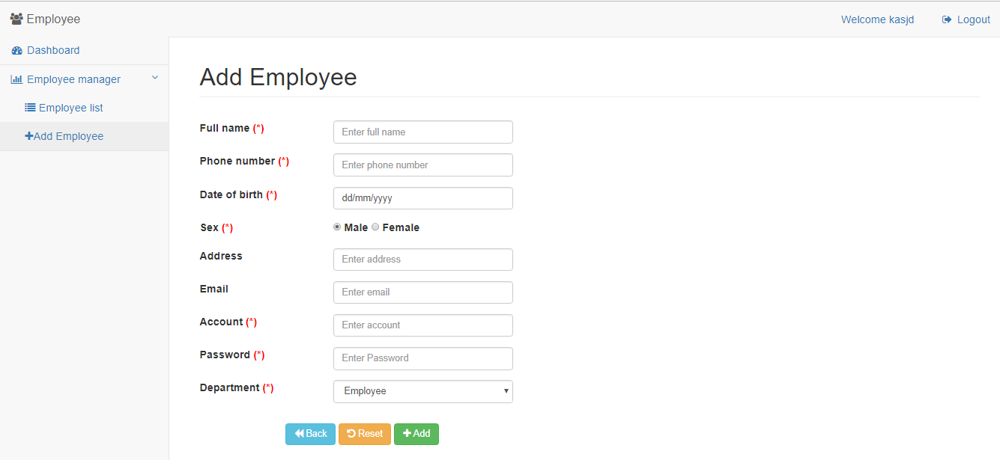 Employee
Welcome kasjd
Logout
Dashboard
Employee manager
Employee list
Add Employee
Add Employee
Full name (*)
Enter full name
Phone number (*)
Enter phone number
Date of birth (*)
dd/mm/yyyy
Sex (*)
Male Female
Address
Enter address
Email
Enter email
Account (*)
Enter account
Password (*)
Enter Password
Department (*)
Employee
Back Reset Add